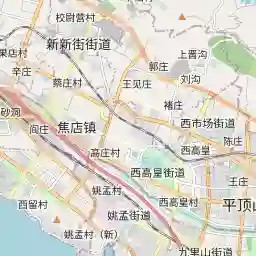 校尉营村
新新街街道
上晋沟
果店村
郭庄
辛庄
刘沟
蔡庄村
王见庄
褚庄
砂洞
西市场街道
闫庄
焦店镇
陈庄
高庄村
西高皇
西高皇街道
王庄
姚孟村
西留村
西高皇村
平顶山
姚孟街道
姚孟村（新）
九里山街道